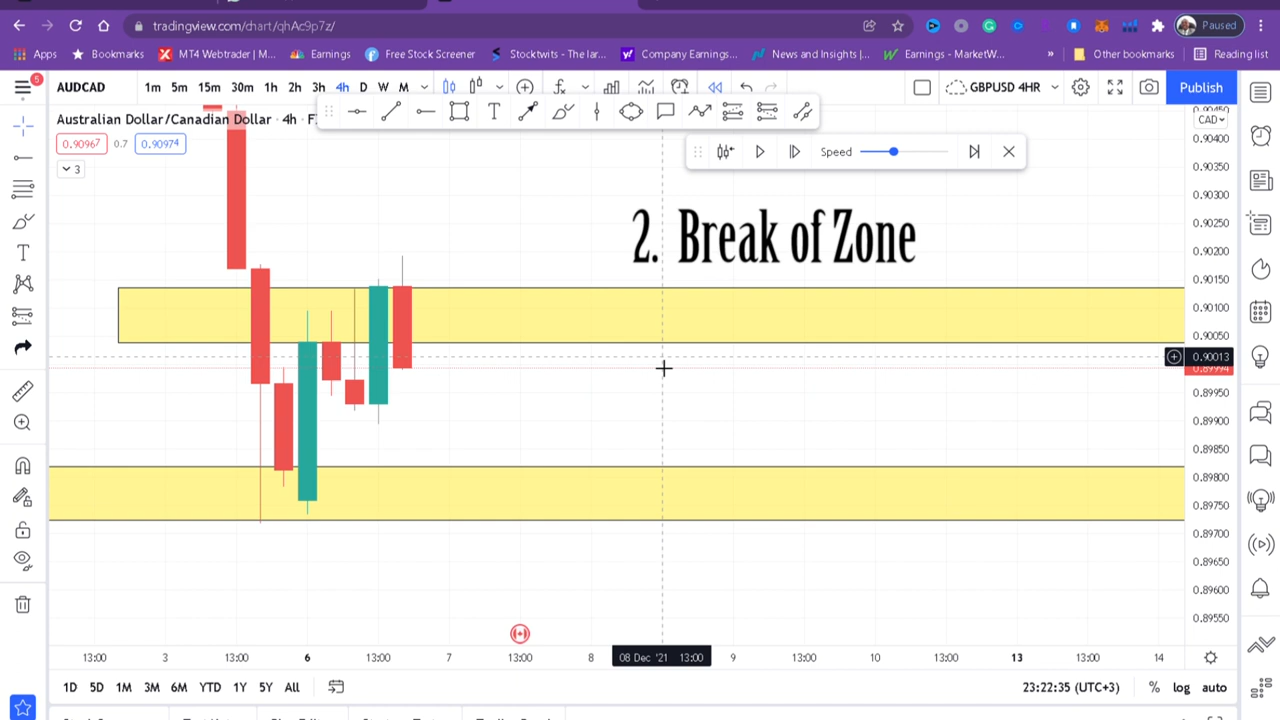 tradingview.com/chart/qhAc9p7z/
Paused
Apps Bookmarks MT4 Webtrader | M... Earnings Free Stock Screener Stocktwits - The lar... Company Earnings... News and Insights |... Earnings - MarketW... » Other bookmarks Reading list
5
AUDCAD 1m 5m 15m 30m 1h 2h 3h 4h D W M GBPUSD 4HR Publish
Australian Dollar/Canadian Dollar · 4h · F
CAD
0.90967 0.7 0.90974
3
Speed
2. Break of Zone
0.90450
0.90400
0.90350
0.90300
0.90250
0.90200
0.90150
0.90100
0.90050
0.90013
0.89994
0.89950
0.89900
0.89850
0.89800
0.89750
0.89700
0.89650
0.89600
0.89550
13:00 3 13:00 6 13:00 7 13:00 8 08 Dec '21 13:00 9 13:00 10 13:00 13 13:00 14
1D 5D 1M 3M 6M YTD 1Y 5Y All 23:22:35 (UTC+3) % log auto